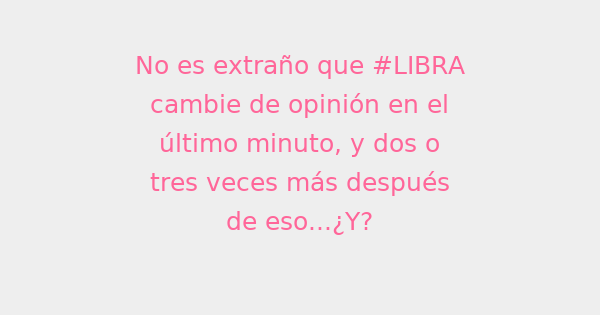 No es extraño que #LIBRA
cambie de opinión en el
último minuto, y dos o
tres veces más después
de eso...¿Y?